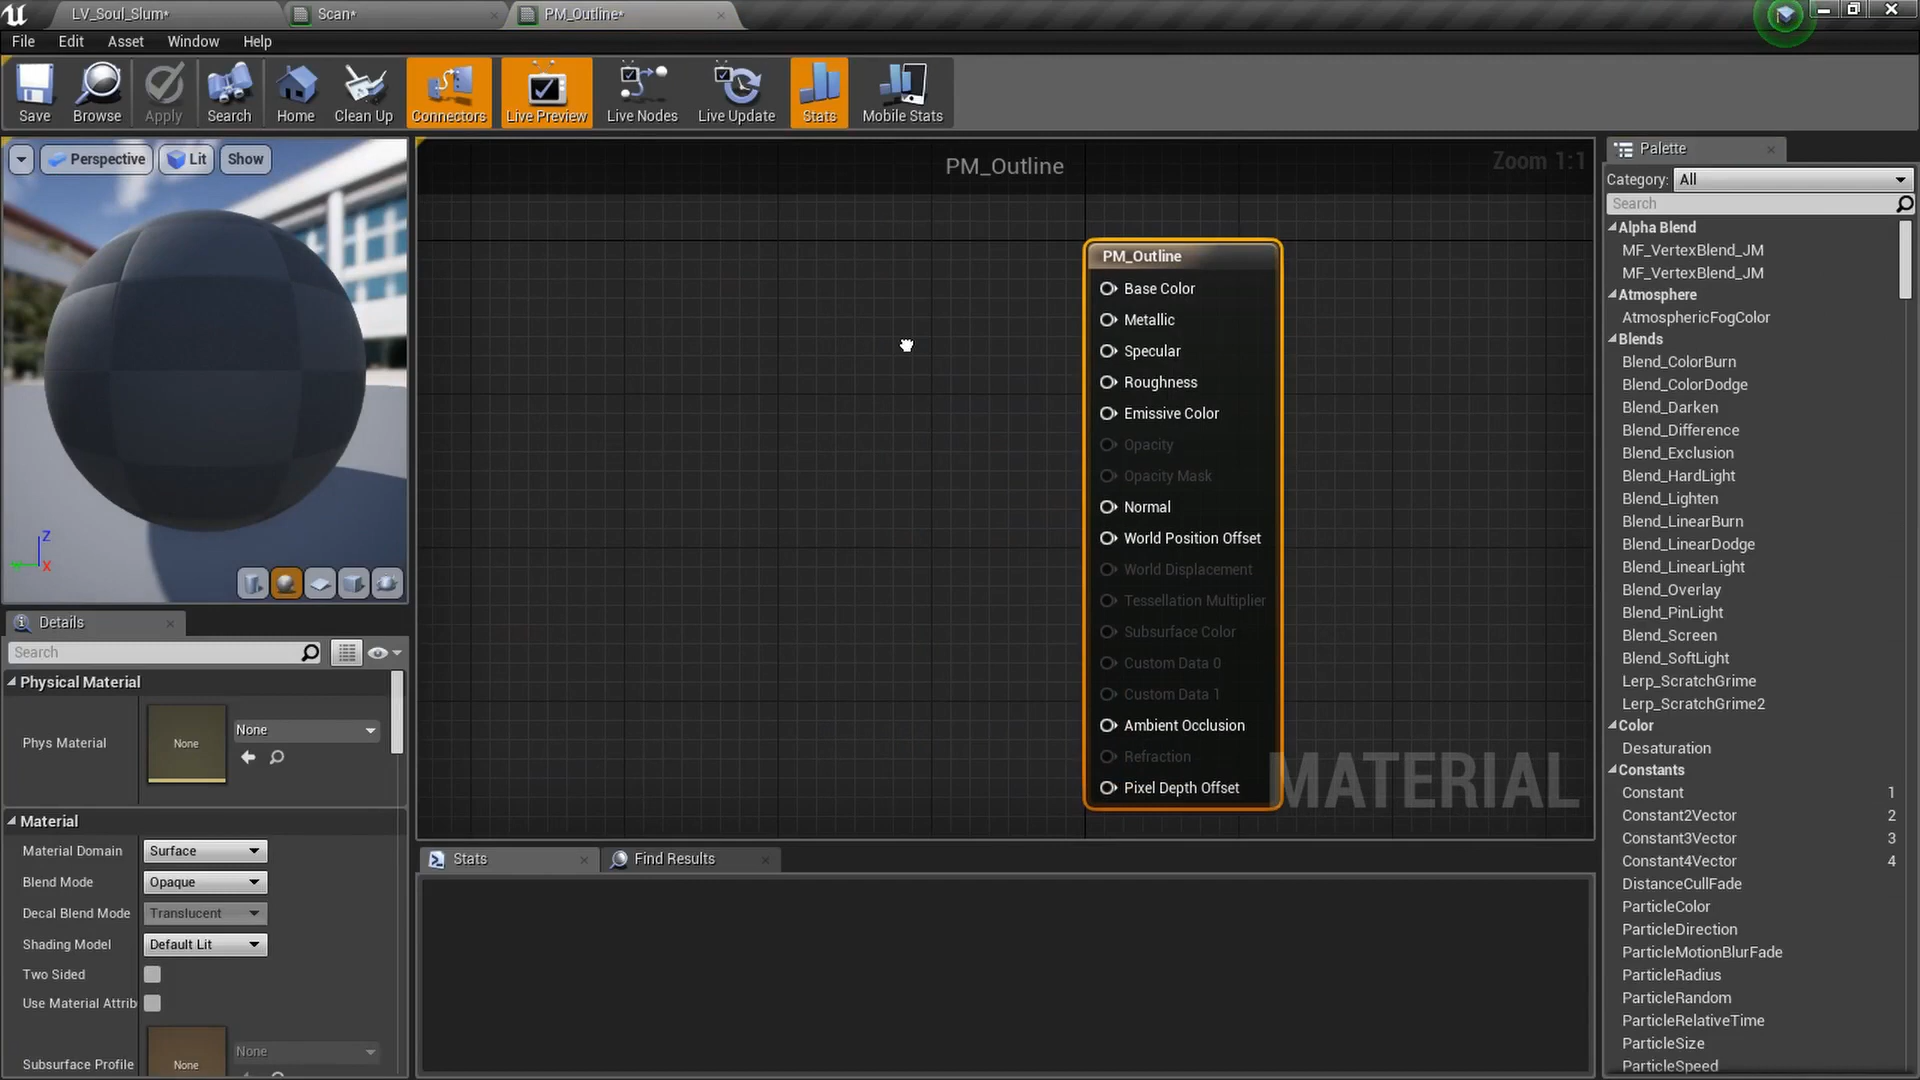 LV_Soul_Slum*
Scan*
PM_Outline*
File
Edit
Asset
Window
Help
Save
Browse
Apply
Search
Home
Clean Up
Connectors
Live Preview
Live Nodes
Live Update
Stats
Mobile Stats
Perspective
Lit
Show
Z
X
Details
Search
Physical Material
Phys Material
None
None
Material
Material Domain
Surface
Blend Mode
Opaque
Decal Blend Mode
Translucent
Shading Model
Default Lit
Two Sided
Use Material Attrib
Subsurface Profile
None
None
PM_Outline
Zoom 1:1
PM_Outline
Base Color
Metallic
Specular
Roughness
Emissive Color
Opacity
Opacity Mask
Normal
World Position Offset
World Displacement
Tessellation Multiplier
Subsurface Color
Custom Data 0
Custom Data 1
Ambient Occlusion
Refraction
Pixel Depth Offset
MATERIAL
Stats
Find Results
Palette
Category:
All
Search
Alpha Blend
MF_VertexBlend_JM
MF_VertexBlend_JM
Atmosphere
AtmosphericFogColor
Blends
Blend_ColorBurn
Blend_ColorDodge
Blend_Darken
Blend_Difference
Blend_Exclusion
Blend_HardLight
Blend_Lighten
Blend_LinearBurn
Blend_LinearDodge
Blend_LinearLight
Blend_Overlay
Blend_PinLight
Blend_Screen
Blend_SoftLight
Lerp_ScratchGrime
Lerp_ScratchGrime2
Color
Desaturation
Constants
Constant 1
Constant2Vector 2
Constant3Vector 3
Constant4Vector 4
DistanceCullFade
ParticleColor
ParticleDirection
ParticleMotionBlurFade
ParticleRadius
ParticleRandom
ParticleRelativeTime
ParticleSize
ParticleSpeed